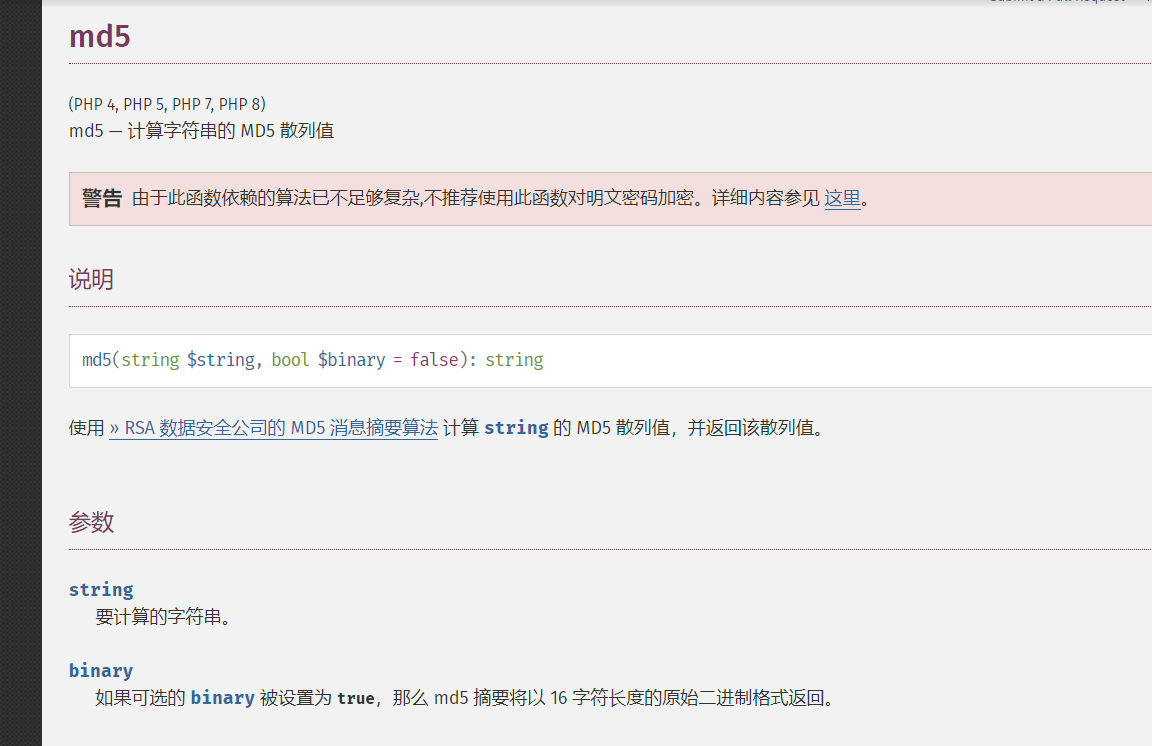 md5
(PHP 4, PHP 5, PHP 7, PHP 8)
md5 — 计算字符串的 MD5 散列值
警告 由于此函数依赖的算法已不足够复杂,不推荐使用此函数对明文密码加密。详细内容参见 这里。
说明
md5(string $string, bool $binary = false): string
使用 » RSA 数据安全公司的 MD5 消息摘要算法 计算 string 的 MD5 散列值，并返回该散列值。
参数
string
要计算的字符串。
binary
如果可选的 binary 被设置为 true，那么 md5 摘要将以 16 字符长度的原始二进制格式返回。